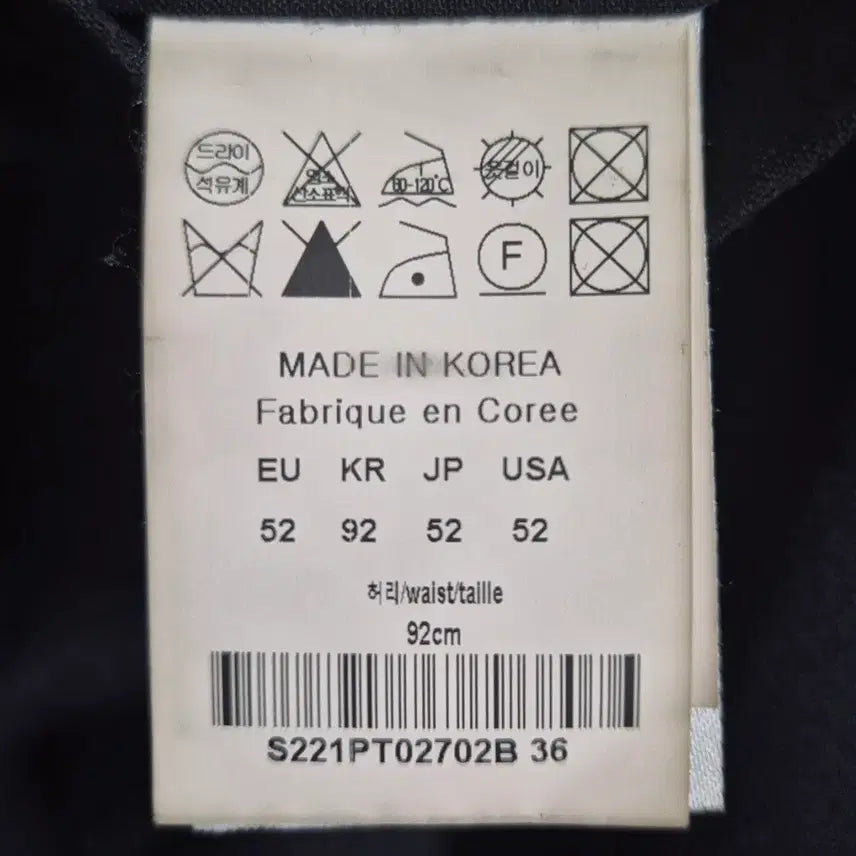 드라이
석유계
염소
산소표백
80-120℃
옷걸이
F
MADE IN KOREA
Fabrique en Coree
EU KR JP USA
52 92 52 52
허리/waist/taille
92cm
S221PT02702B 36